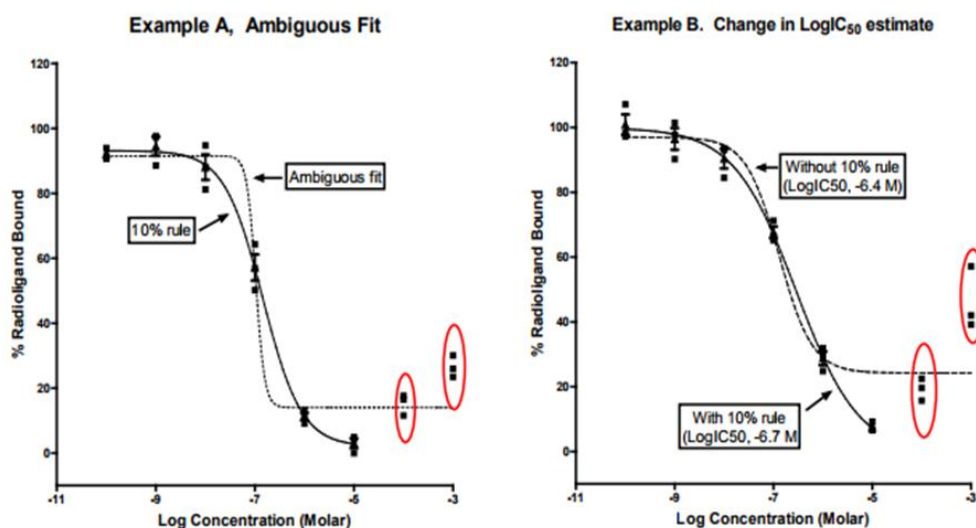 Example A, Ambiguous Fit
% Radioligand Bound
120
100
80
60
40
20
0
-11
-9
-7
-5
-3
Log Concentration (Molar)
Ambiguous fit
10% rule
Example B. Change in LogIC50 estimate
% Radioligand Bound
120
100
80
60
40
20
0
-11
-9
-7
-5
-3
Log Concentration (Molar)
Without 10% rule
(LogIC50, -6.4 M)
With 10% rule
(LogIC50, -6.7 M